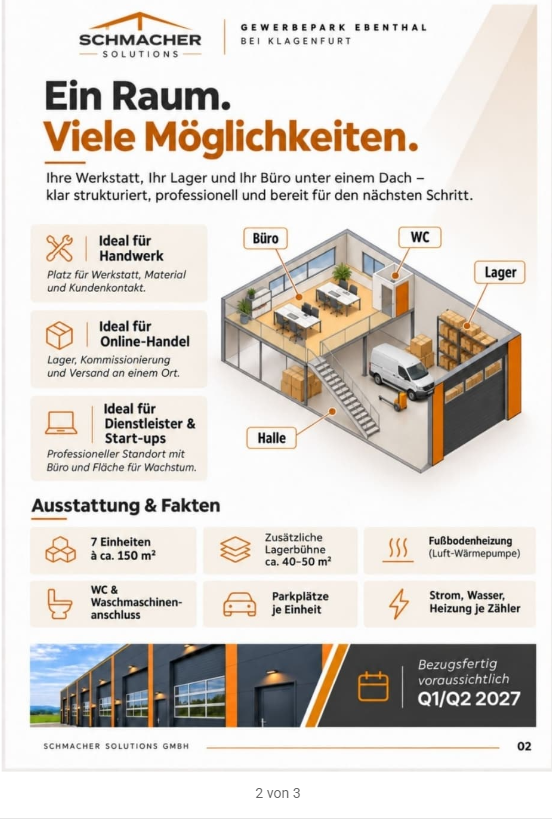 SCHMACHER
SOLUTIONS
GEWERBEPARK EBENTHAL
BEI KLAGENFURT
Ein Raum.
Viele Möglichkeiten.
Ihre Werkstatt, Ihr Lager und Ihr Büro unter einem Dach –
klar strukturiert, professionell und bereit für den nächsten Schritt.
Ideal für
Handwerk
Platz für Werkstatt, Material
und Kundenkontakt.
Ideal für
Online-Handel
Lager, Kommissionierung
und Versand an einem Ort.
Ideal für
Dienstleister &
Start-ups
Professioneller Standort mit
Büro und Fläche für Wachstum.
Büro
WC
Lager
Halle
Ausstattung & Fakten
7 Einheiten
à ca. 150 m²
Zusätzliche
Lagerbühne
ca. 40–50 m²
Fußbodenheizung
(Luft-Wärmepumpe)
WC &
Waschmaschinen-
anschluss
Parkplätze
je Einheit
Strom, Wasser,
Heizung je Zähler
Bezugsfertig
voraussichtlich
Q1/Q2 2027
SCHMACHER SOLUTIONS GMBH
02
2 von 3